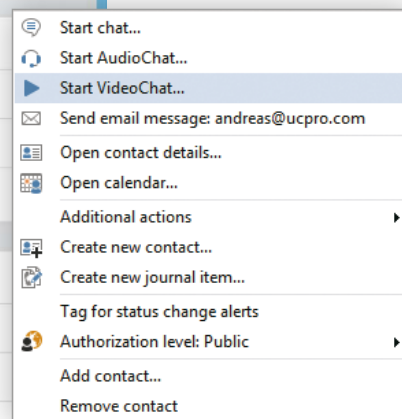 Start chat...
Start AudioChat...
Start VideoChat...
Send email message: andreas@ucpro.com
Open contact details...
Open calendar...
Additional actions
Create new contact...
Create new journal item...
Tag for status change alerts
Authorization level: Public
Add contact...
Remove contact